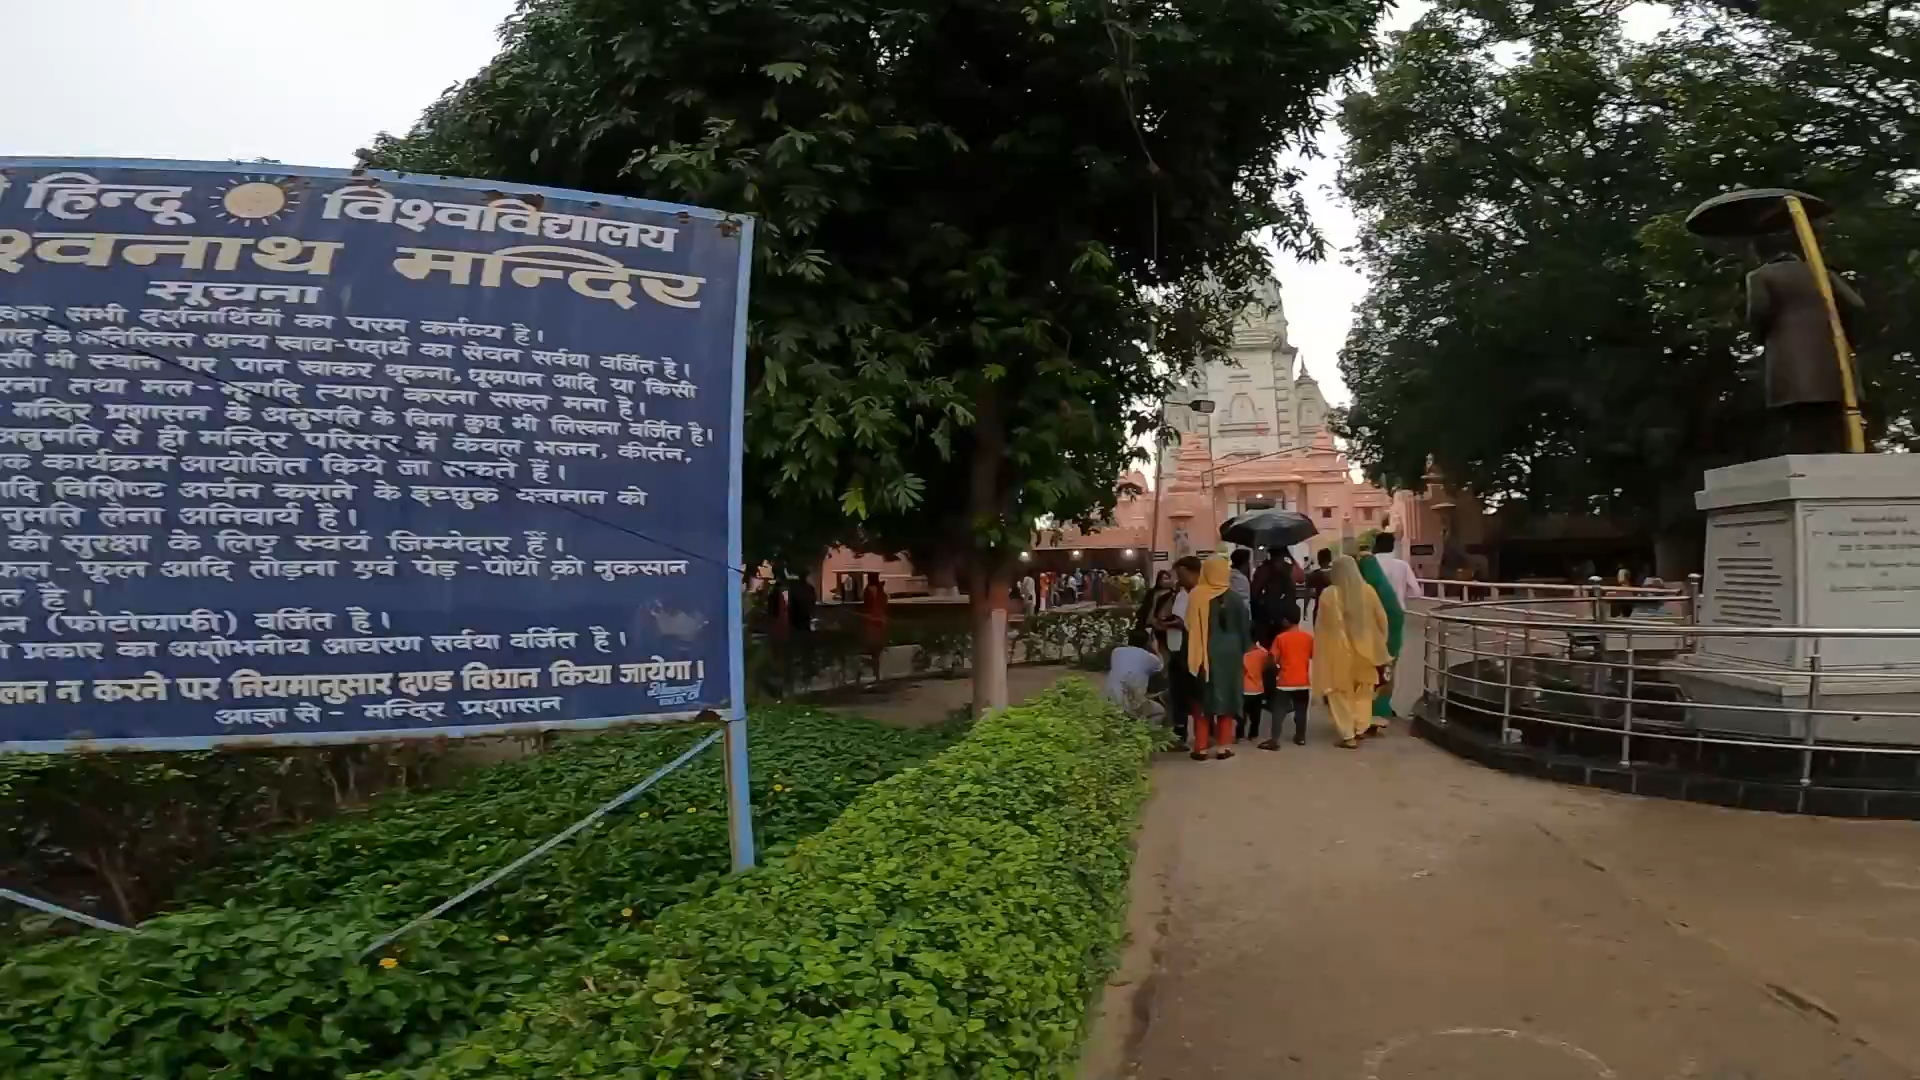 हिन्दू विश्वविद्यालय
श्वनाथ मन्दिर
सूचना
सभी दर्शनार्थियों का परम कर्त्तव्य है।
के अतिरिक्त अन्य खाद्य-पदार्थ का सेवन सर्वथा वर्जित है।
भी स्थान पर पान खाकर थूकना, धूम्रपान आदि या किसी
तथा मल-मूत्रादि त्याग करना सख्त मना है।
मन्दिर प्रशासन के अनुमति के बिना कुछ भी लिखना वर्जित है।
अनुमति से ही मन्दिर परिसर में केवल भजन, कीर्तन,
कार्यक्रम आयोजित किये जा सकते हैं।
विशिष्ट अर्चन कराने के इच्छुक यजमान को
नुमति लेना अनिवार्य है।
की सुरक्षा के लिए स्वयं जिम्मेदार हैं।
फल-फूल आदि तोड़ना एवं पेड़-पौधों को नुकसान
त है।
(फोटोग्राफी) वर्जित है।
प्रकार का अशोभनीय आचरण सर्वथा वर्जित है।
लन न करने पर नियमानुसार दण्ड विधान किया जायेगा।
आज्ञा से - मन्दिर प्रशासन